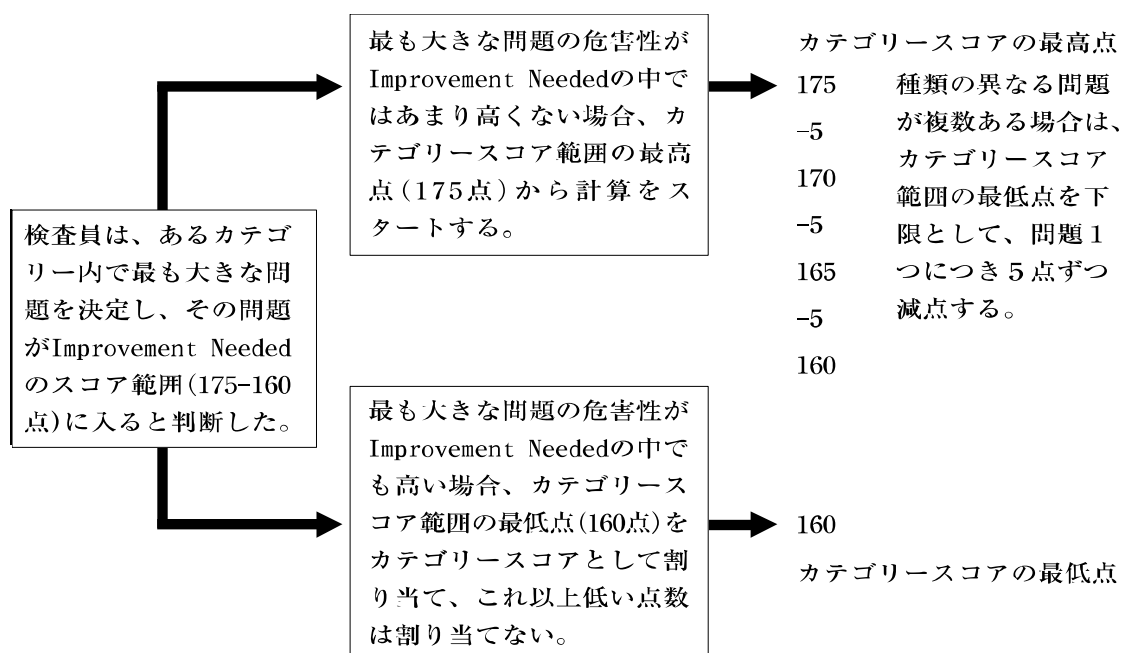 検査員は、あるカテゴ
リー内で最も大きな問
題を決定し、その問題
がImprovement Needed
のスコア範囲(175-160
点)に入ると判断した。
最も大きな問題の危害性が
Improvement Neededの中で
はあまり高くない場合、カ
テゴリースコア範囲の最高
点(175点)から計算をス
タートする。
カテゴリースコアの最高点
175
-5
170
-5
165
-5
160
種類の異なる問題
が複数ある場合は、
カテゴリースコア
範囲の最低点を下
限として、問題1
つにつき5点ずつ
減点する。
最も大きな問題の危害性が
Improvement Neededの中で
も高い場合、カテゴリース
コア範囲の最低点(160点)を
カテゴリースコアとして割
り当て、これ以上低い点数
は割り当てない。
160
カテゴリースコアの最低点